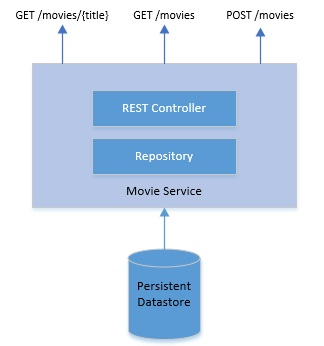 GET /movies/{title}
GET /movies
POST /movies
REST Controller
Repository
Movie Service
Persistent
Datastore